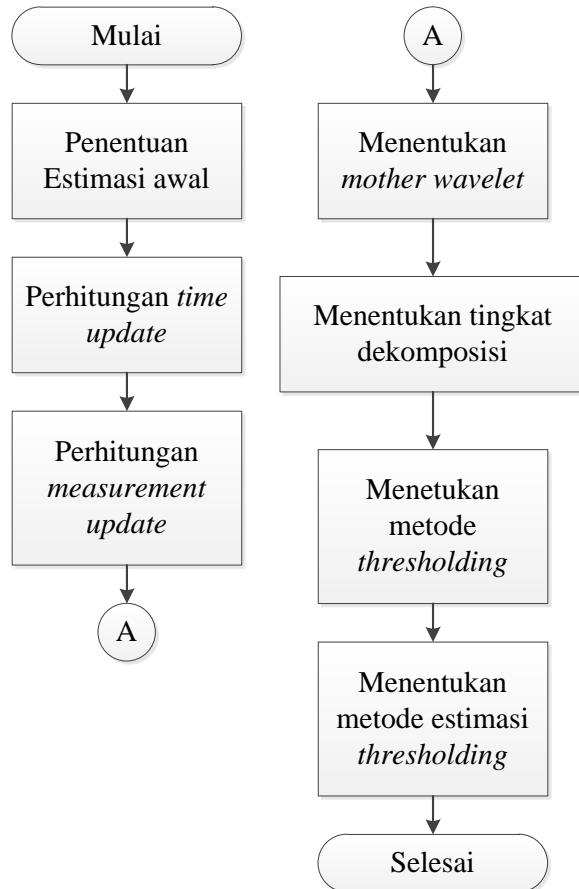 Mulai
Penentuan
Estimasi awal
Perhitungan time
update
Perhitungan
measurement
update
A
A
Menentukan
mother wavelet
Menentukan tingkat
dekomposisi
Menetukan
metode
thresholding
Menentukan
metode estimasi
thresholding
Selesai